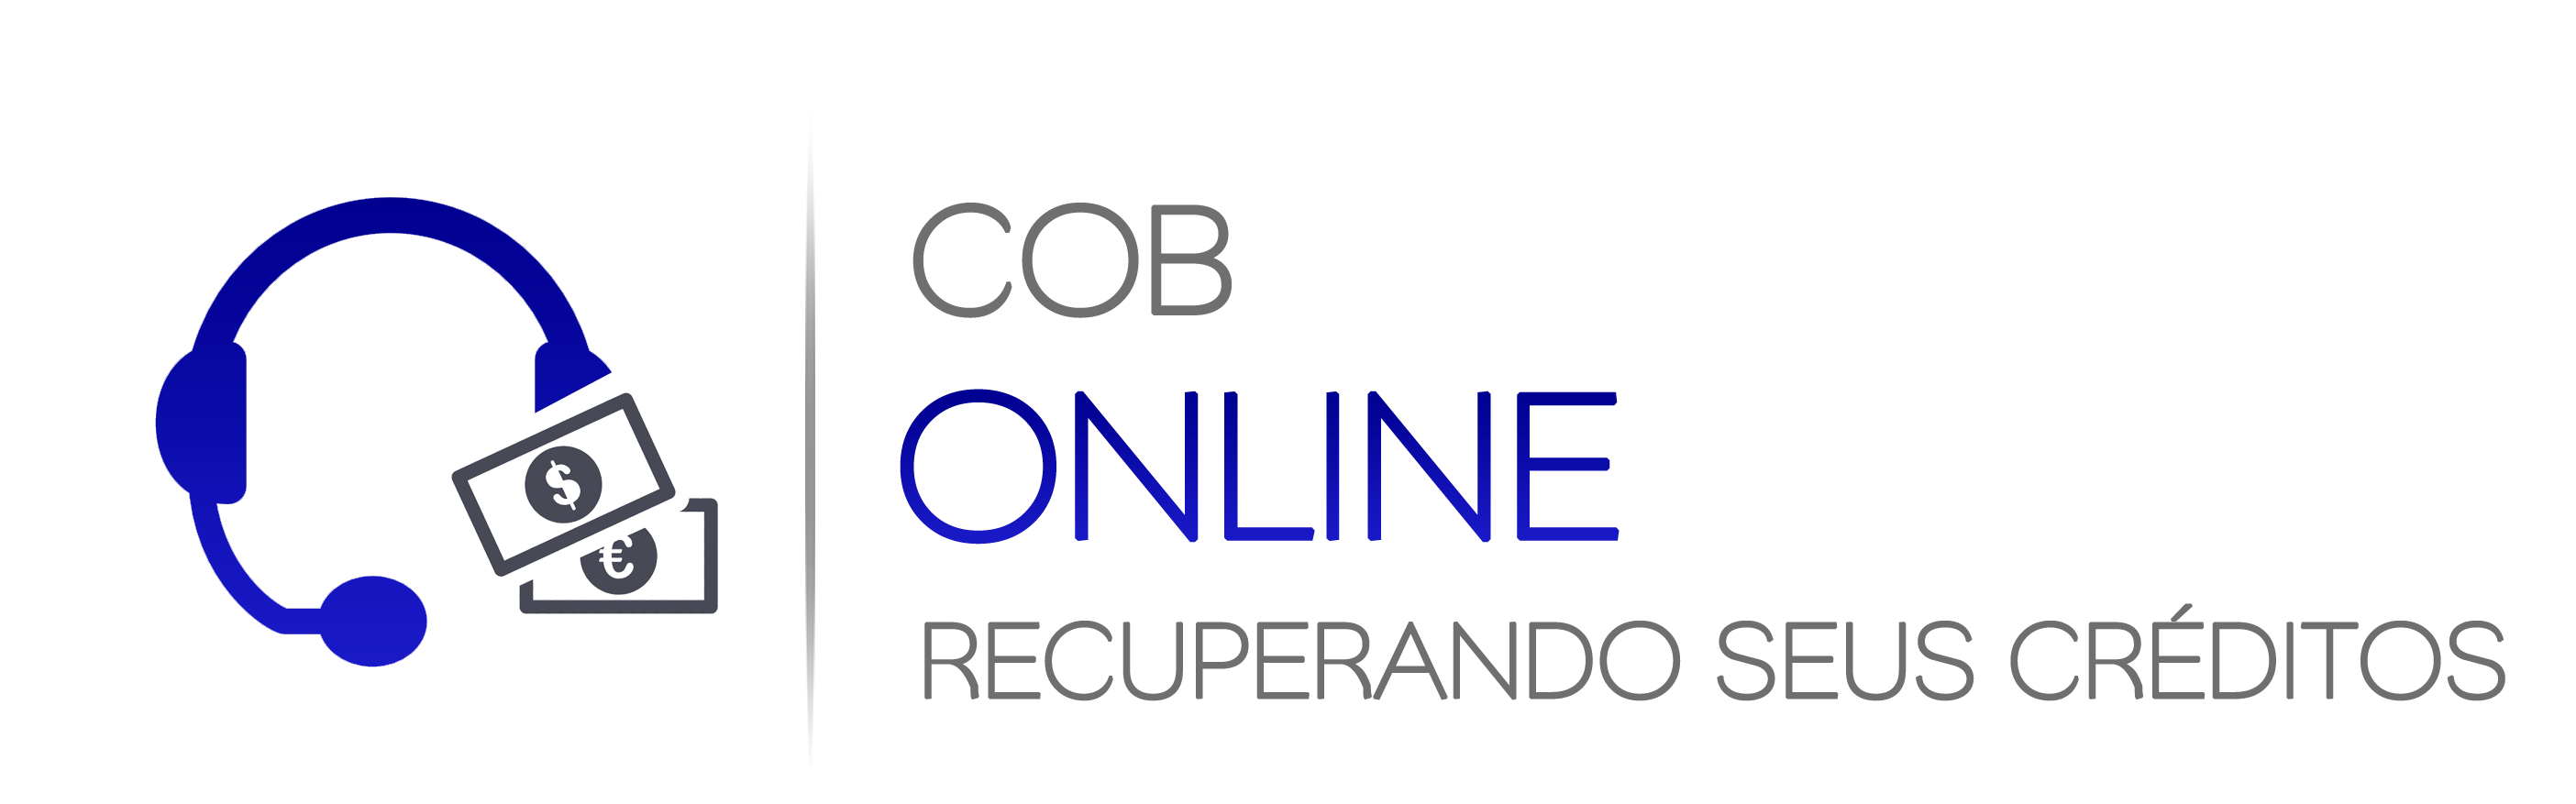 COB
ONLINE
RECUPERANDO SEUS CRÉDITOS
$
€